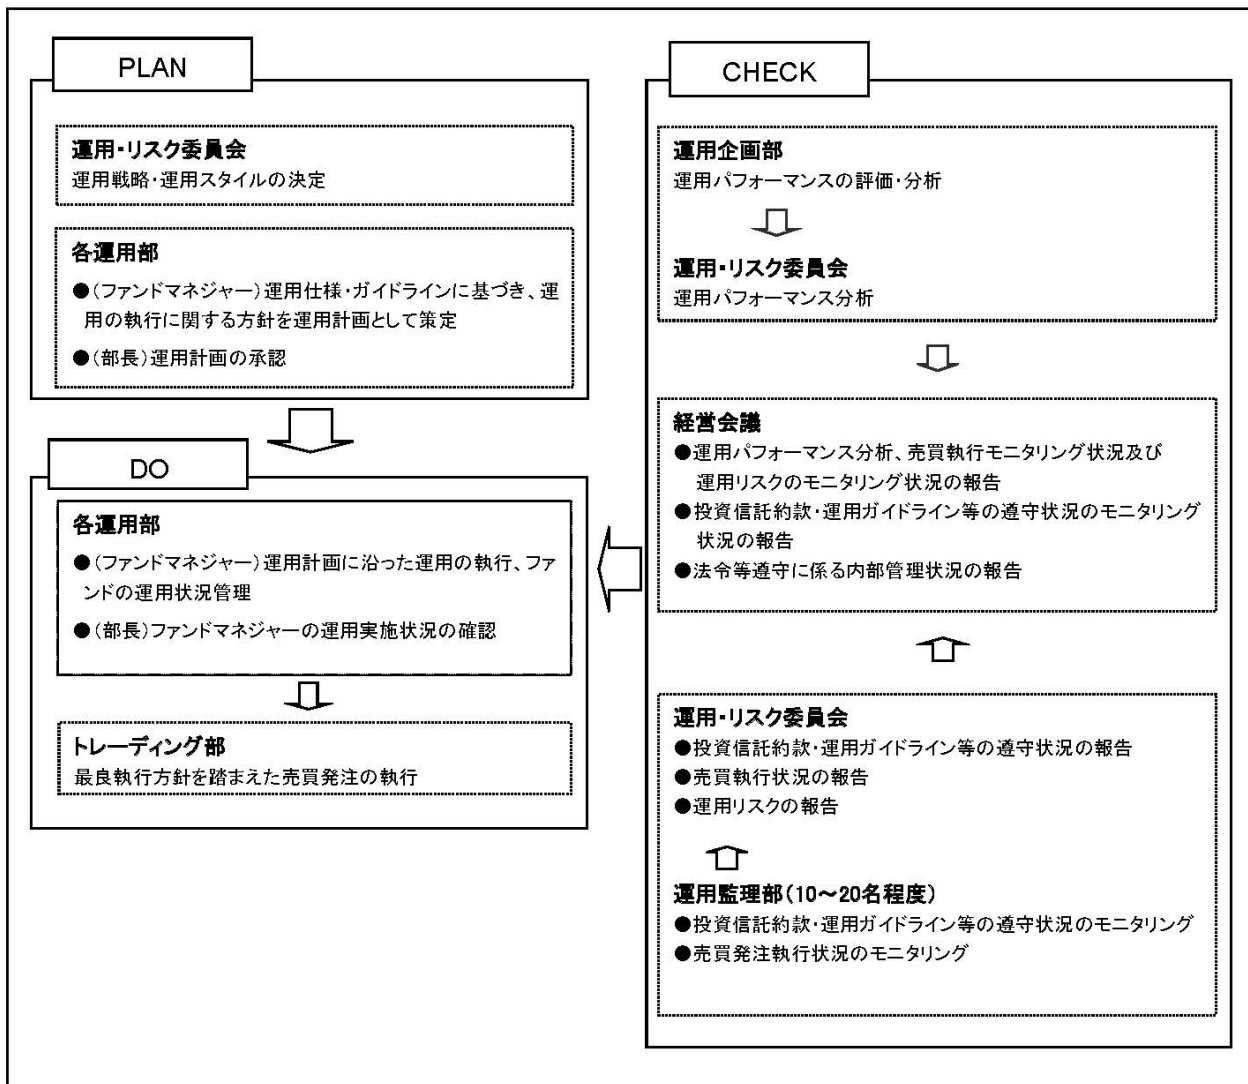 PLAN
運用・リスク委員会
運用戦略・運用スタイルの決定
各運用部
●(ファンドマネジャー)運用仕様・ガイドラインに基づき、運
用の執行に関する方針を運用計画として策定
●(部長)運用計画の承認
DO
各運用部
●(ファンドマネジャー)運用計画に沿った運用の執行、ファ
ンドの運用状況管理
●(部長)ファンドマネジャーの運用実施状況の確認
トレーディング部
最良執行方針を踏まえた売買発注の執行
CHECK
運用企画部
運用パフォーマンスの評価・分析
運用・リスク委員会
運用パフォーマンス分析
経営会議
●運用パフォーマンス分析、売買執行モニタリング状況及び
運用リスクのモニタリング状況の報告
●投資信託約款・運用ガイドライン等の遵守状況のモニタリング
状況の報告
●法令等遵守に係る内部管理状況の報告
運用・リスク委員会
●投資信託約款・運用ガイドライン等の遵守状況の報告
●売買執行状況の報告
●運用リスクの報告
運用監理部(10～20名程度)
●投資信託約款・運用ガイドライン等の遵守状況のモニタリング
●売買発注執行状況のモニタリング